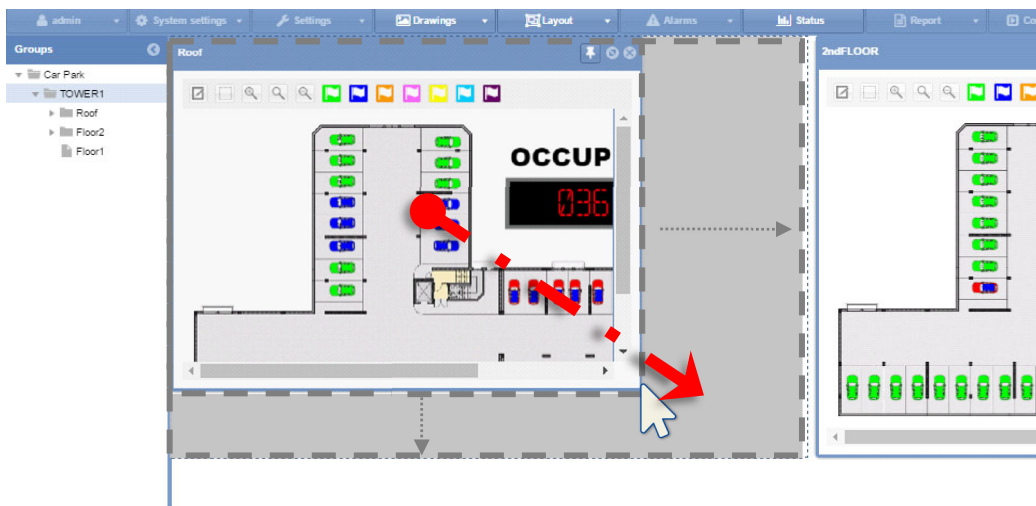 admin System settings Settings Drawings Layout Alarms Status Report
Groups
Car Park
TOWER1
Roof
Floor2
Floor1
Roof
OCCUP
036
2ndFLOOR